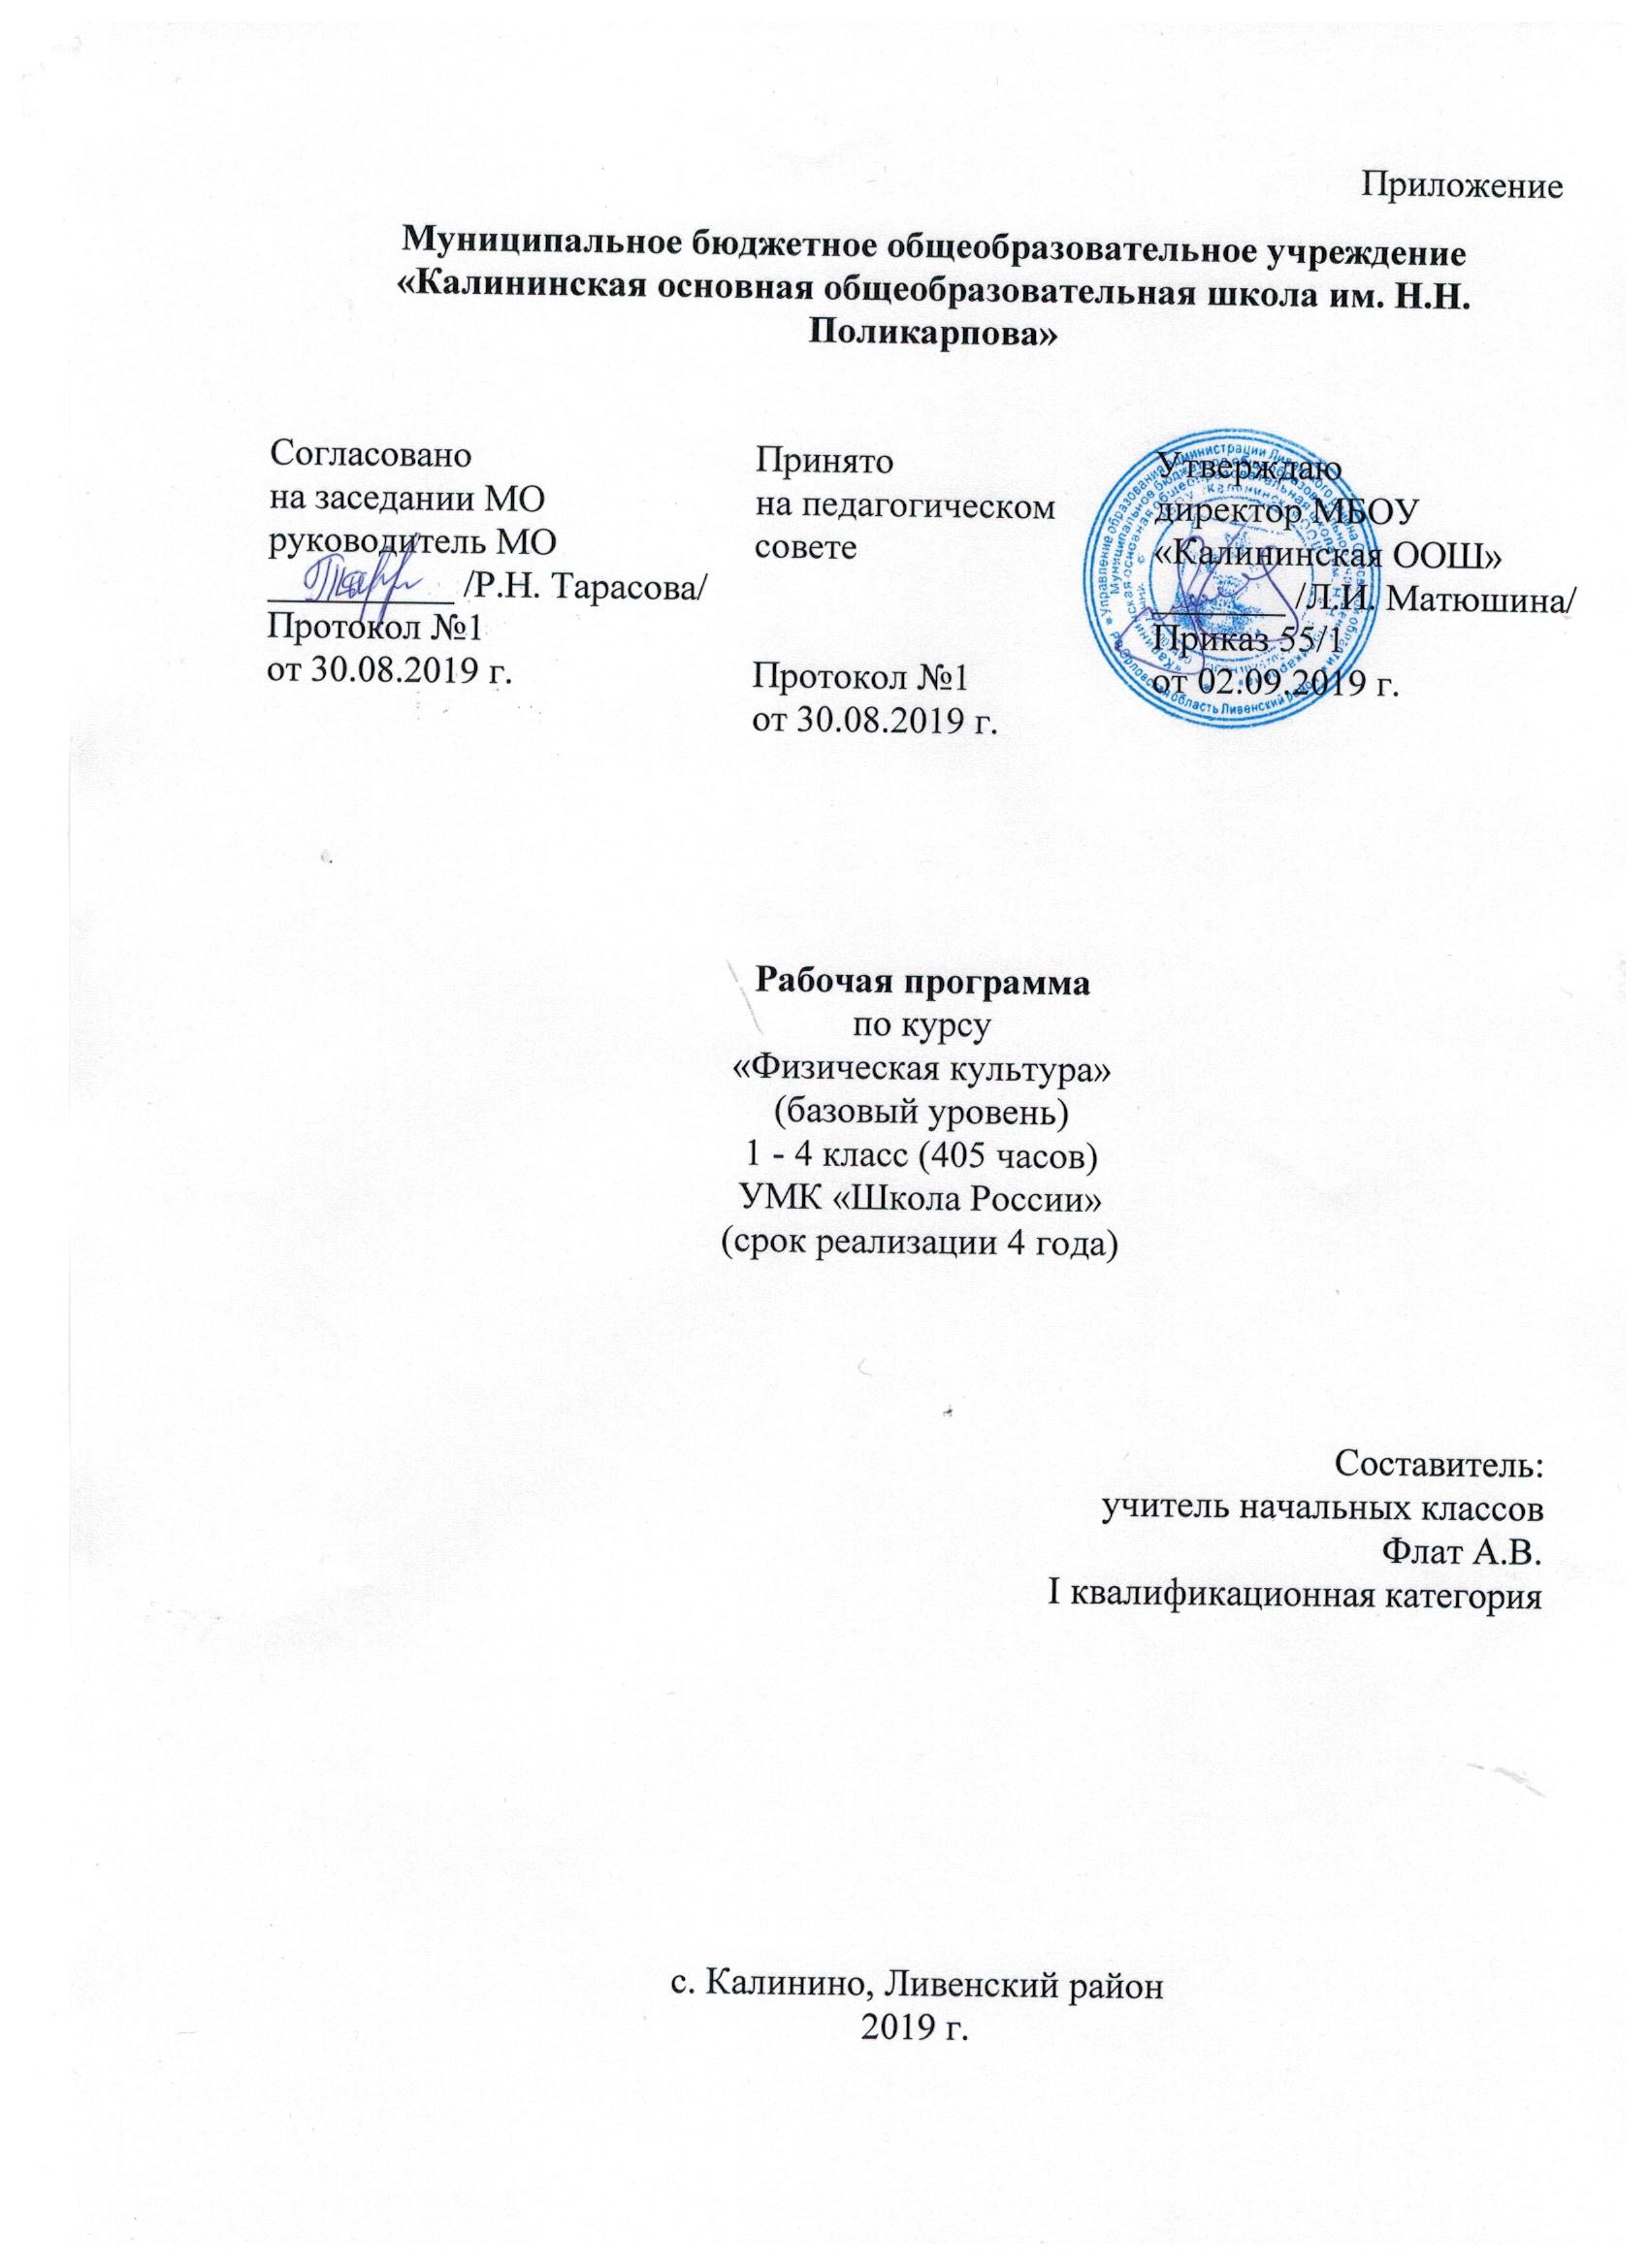 Приложение
Муниципальное бюджетное общеобразовательное учреждение
«Калининская основная общеобразовательная школа им. Н.Н.
Поликарпова»
Согласовано
на заседании МО
руководитель МО
____________ /Р.Н. Тарасова/
Протокол №1
от 30.08.2019 г.
Принято
на педагогическом
совете
Протокол №1
от 30.08.2019 г.
Утверждаю
директор МБОУ
«Калининская ООШ»
_________ /Л.И. Матюшина/
Приказ 55/1
от 02.09.2019 г.
Рабочая программа
по курсу
«Физическая культура»
(базовый уровень)
1 - 4 класс (405 часов)
УМК «Школа России»
(срок реализации 4 года)
Составитель:
учитель начальных классов
Флат А.В.
I квалификационная категория
с. Калинино, Ливенский район
2019 г.